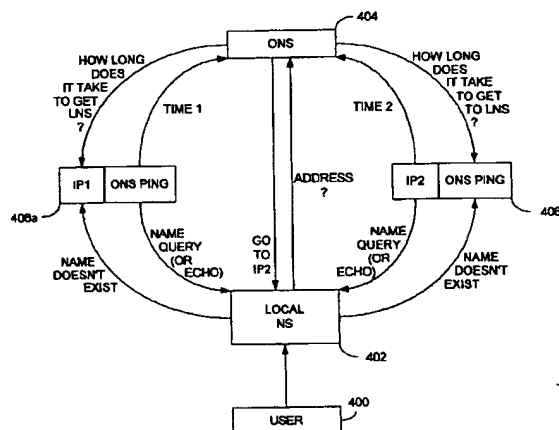 404
ONS
HOW LONG
DOES
IT TAKE
TO GET
LNS
?
HOW LONG
DOES
IT TAKE
TO GET
TO LNS
?
TIME 1
TIME 2
ADDRESS
?
IP1
ONS PING
IP2
ONS PING
406a
406
NAME
QUERY
(OR
ECHO)
GO
TO
IP2
NAME
QUERY
(OR
ECHO)
NAME
DOESN'T
EXIST
NAME
DOESN'T
EXIST
LOCAL
NS
402
400
USER